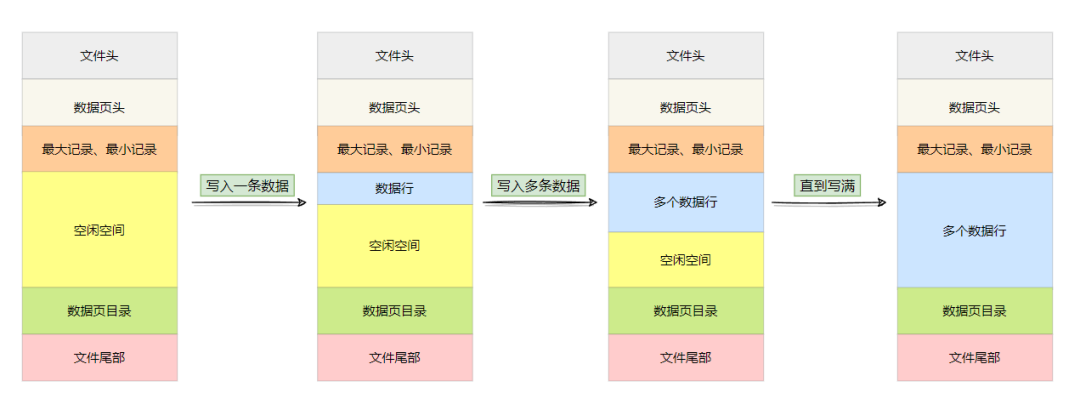 文件头
数据页头
最大记录、最小记录
空闲空间
数据页目录
文件尾部
写入一条数据
文件头
数据页头
最大记录、最小记录
数据行
空闲空间
数据页目录
文件尾部
写入多条数据
文件头
数据页头
最大记录、最小记录
多个数据行
空闲空间
数据页目录
文件尾部
直到写满
文件头
数据页头
最大记录、最小记录
多个数据行
数据页目录
文件尾部